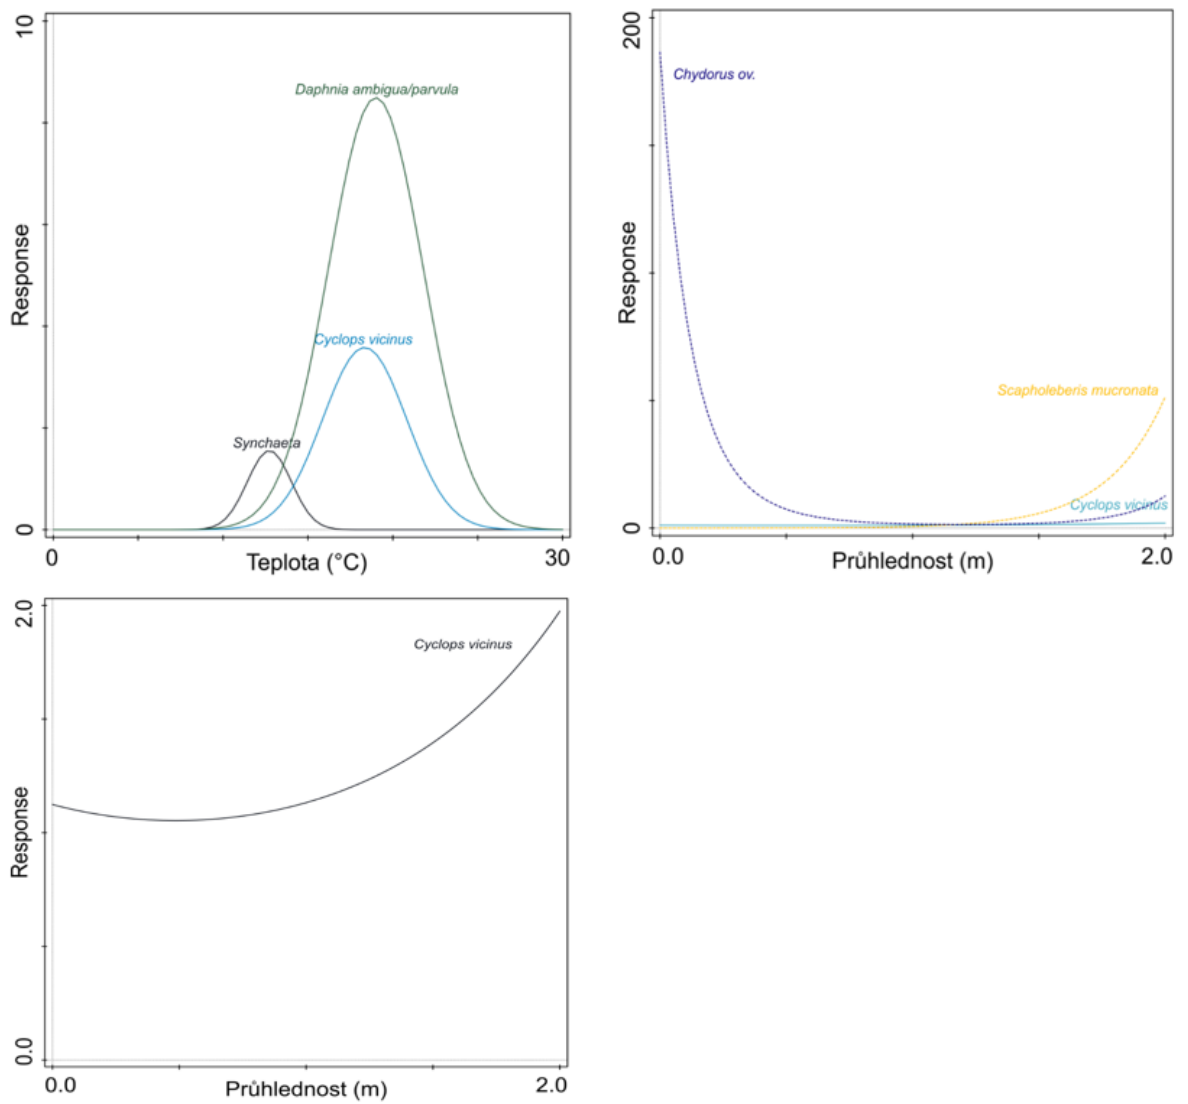 10
Response
0
Daphnia ambigua/parvula
Cyclops vicinus
Synchaeta
0
Teplota (°C)
30
200
Response
0
Chydorus ov.
Scapholeberis mucronata
Cyclops vicinus
0.0
Průhlednost (m)
2.0
2.0
Response
0.0
Cyclops vicinus
0.0
Průhlednost (m)
2.0